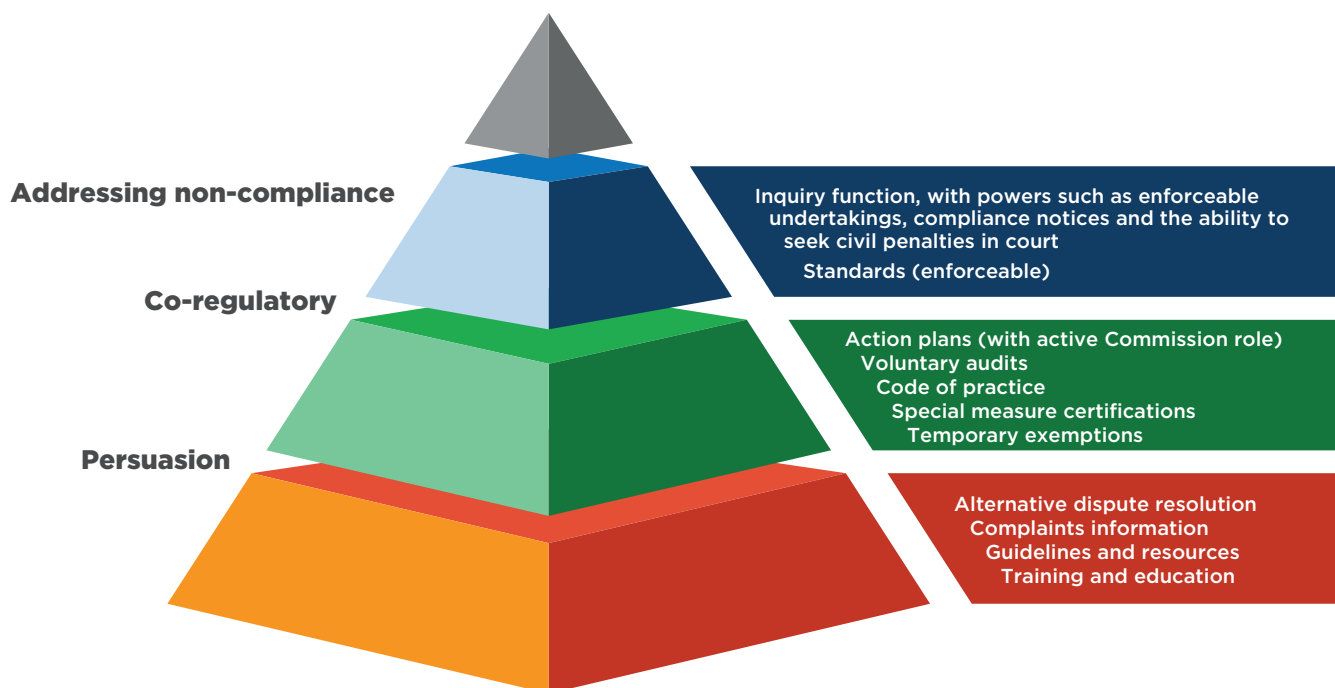 Addressing non-compliance
Inquiry function, with powers such as enforceable
undertakings, compliance notices and the ability to
seek civil penalties in court
Standards (enforceable)
Co-regulatory
Action plans (with active Commission role)
Voluntary audits
Code of practice
Special measure certifications
Temporary exemptions
Persuasion
Alternative dispute resolution
Complaints information
Guidelines and resources
Training and education